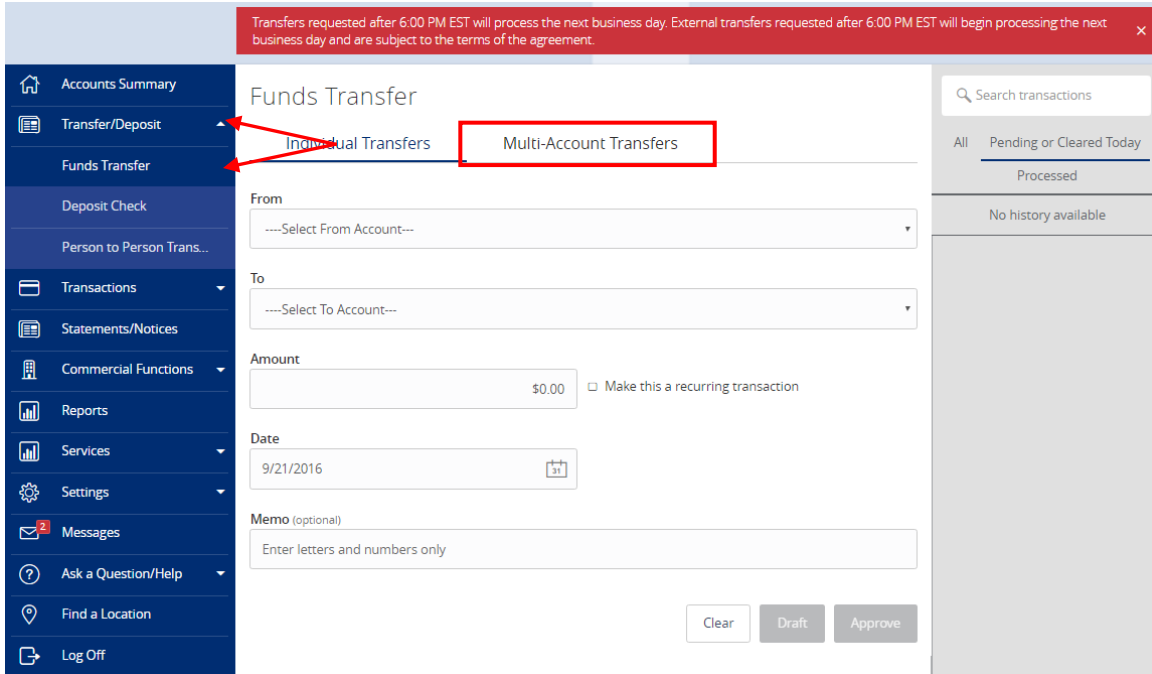 Transfers requested after 6:00 PM EST will process the next business day. External transfers requested after 6:00 PM EST will begin processing the next
business day and are subject to the terms of the agreement.
×
Accounts Summary
Transfer/Deposit
Funds Transfer
Deposit Check
Person to Person Trans...
Transactions
Statements/Notices
Commercial Functions
Reports
Services
Settings
2
Messages
Ask a Question/Help
Find a Location
Log Off
Funds Transfer
Individual Transfers
Multi-Account Transfers
From
----Select From Account---
To
----Select To Account---
Amount
$0.00
Make this a recurring transaction
Date
9/21/2016
31
Memo (optional)
Enter letters and numbers only
Clear
Draft
Approve
Search transactions
All
Pending or Cleared Today
Processed
No history available